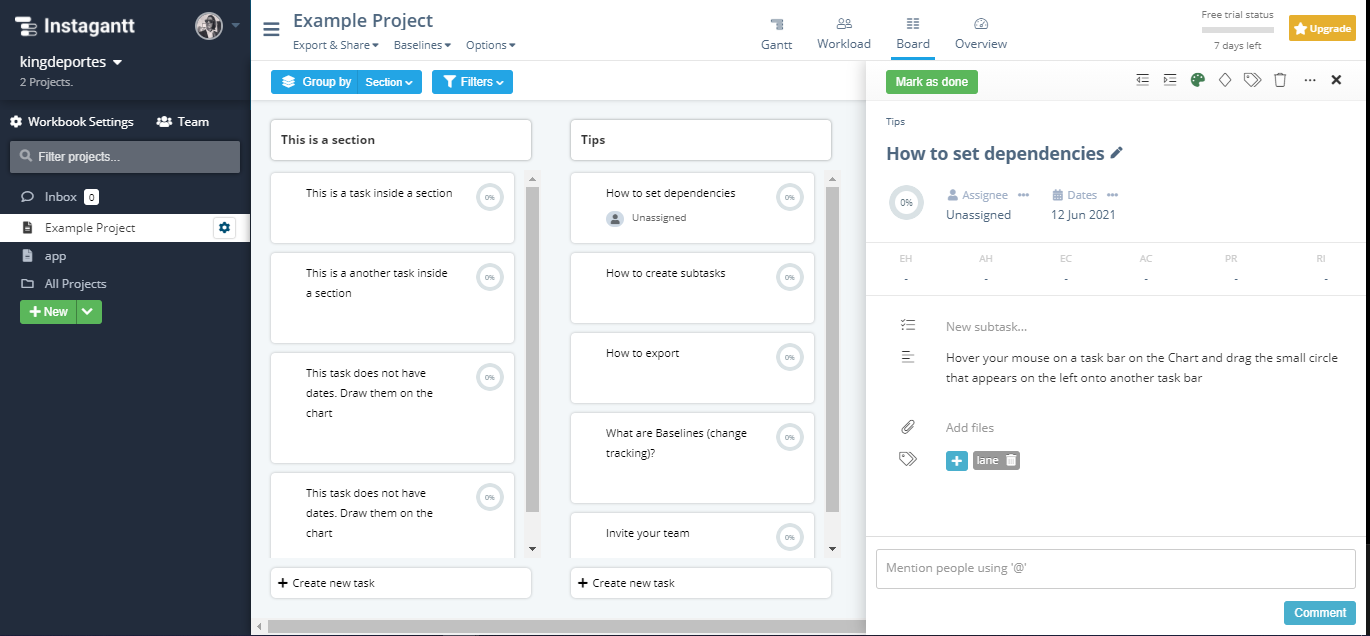 Instagantt
kingdeportes
2 Projects.
Workbook Settings
Team
Filter projects...
Inbox
0
Example Project
app
All Projects
New
Example Project
Export & Share
Baselines
Options
Gantt
Workload
Board
Overview
Free trial status
7 days left
Upgrade
Group by
Section
Filters
This is a section
This is a task inside a section
0%
This is a another task inside
a section
0%
This task does not have
dates. Draw them on the
chart
0%
This task does not have
dates. Draw them on the
chart
0%
+ Create new task
Tips
How to set dependencies
Unassigned
0%
How to create subtasks
0%
How to export
0%
What are Baselines (change
tracking)?
0%
Invite your team
0%
+ Create new task
Mark as done
Tips
How to set dependencies
0%
Assignee
Unassigned
Dates
12 Jun 2021
EH AH EC AC PR RI
- - - - - -
New subtask...
Hover your mouse on a task bar on the Chart and drag the small circle
that appears on the left onto another task bar
Add files
lane
Mention people using '@'
Comment